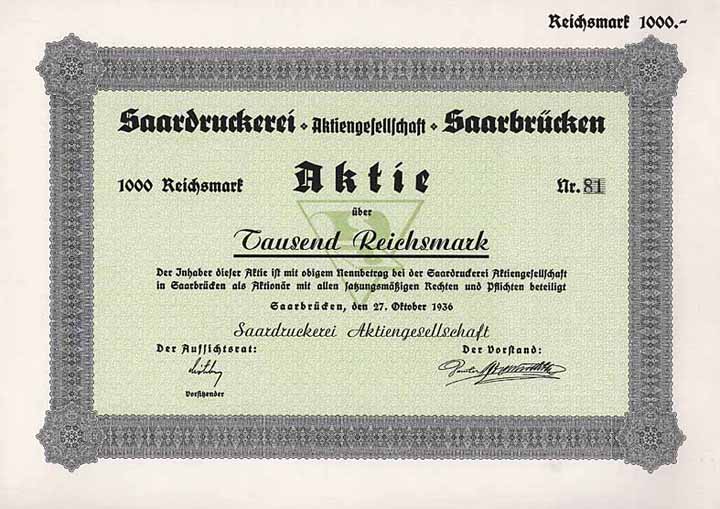 Reichsmark 1000.-
Saardruckerei ⬥ Aktiengesellschaft ⬥ Saarbrücken
1000 Reichsmark Aktie Nr. 81
über
Tausend Reichsmark
Der Inhaber dieser Aktie ist mit obigem Nennbetrag bei der Saardruckerei Aktiengesellschaft
in Saarbrücken als Aktionär mit allen satzungsmäßigen Rechten und Pflichten beteiligt
Saarbrücken, den 27. Oktober 1936
Saardruckerei Aktiengesellschaft
Der Aufsichtsrat: Der Vorstand:
Vorsitzender